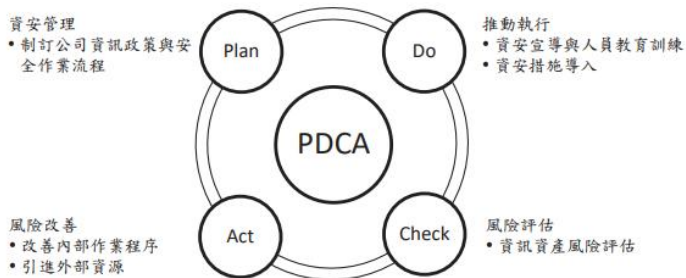 資安管理
• 制訂公司資訊政策與安
全作業流程
Plan
Do
推動執行
• 資安宣導與人員教育訓練
• 資安措施導入
PDCA
風險改善
• 改善內部作業程序
• 引進外部資源
Act
Check
風險評估
• 資訊資產風險評估